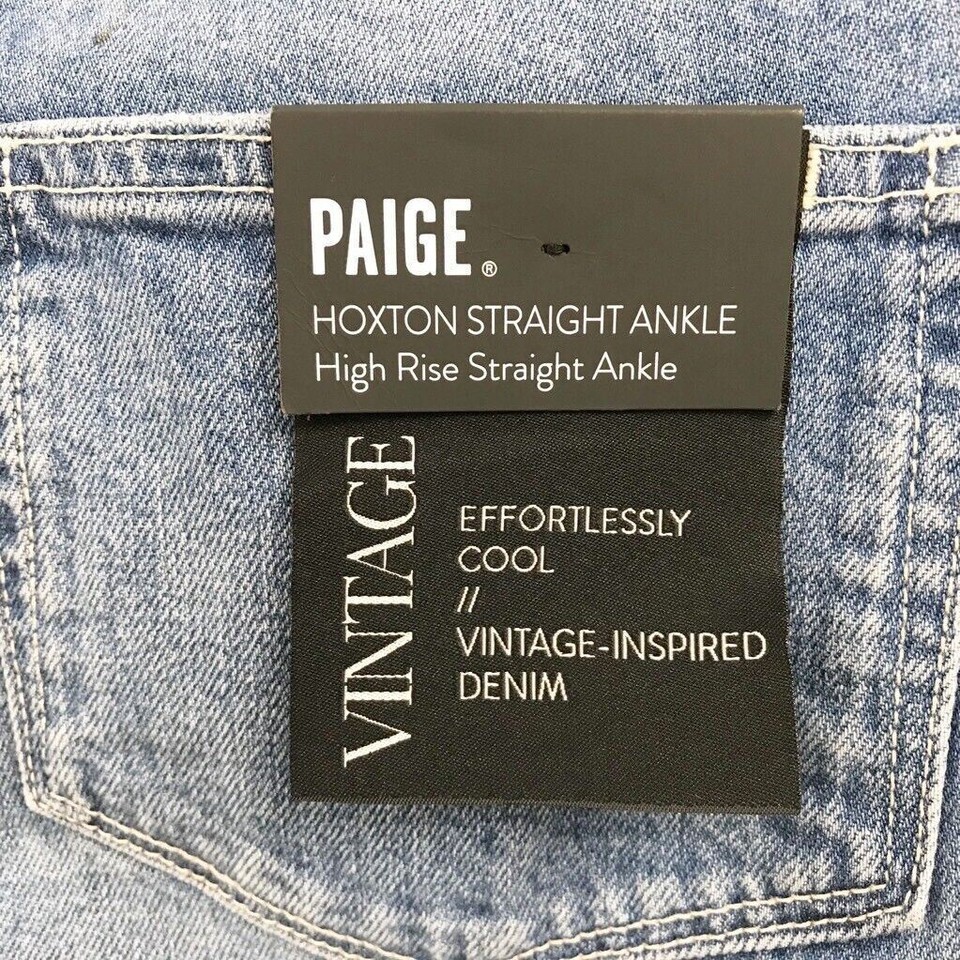 PAIGE®
HOXTON STRAIGHT ANKLE
High Rise Straight Ankle
VINTAGE
EFFORTLESSLY
COOL
//
VINTAGE-INSPIRED
DENIM